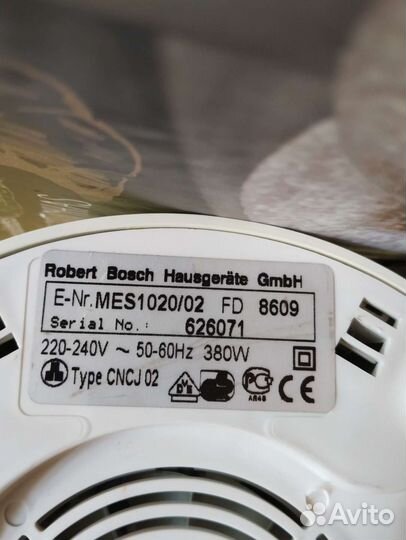 Robert Bosch Hausgeräte GmbH
E-Nr. MES1020/02 FD 8609
Serial No.: 626071
220-240V ~ 50-60Hz 380W
Type CNCJ 02
CE
Avito